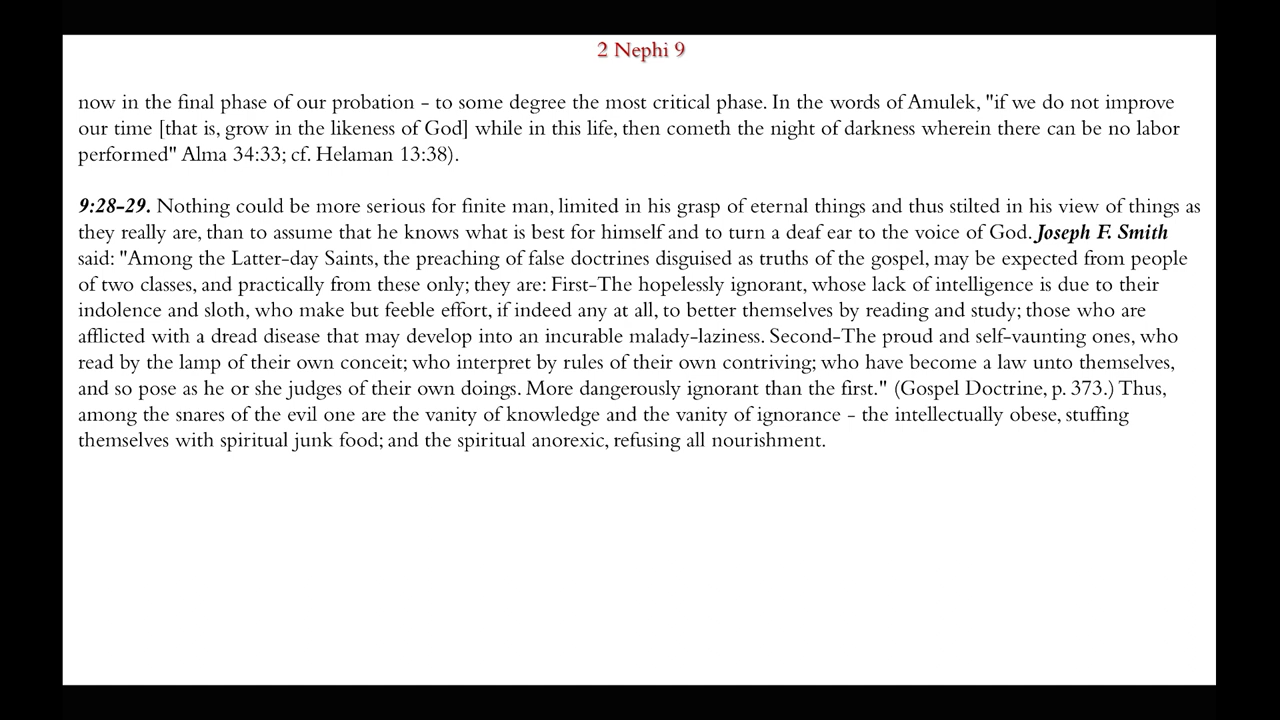 2 Nephi 9
now in the final phase of our probation - to some degree the most critical phase. In the words of Amulek, "if we do not improve
our time [that is, grow in the likeness of God] while in this life, then cometh the night of darkness wherein there can be no labor
performed" Alma 34:33; cf. Helaman 13:38).
9:28-29. Nothing could be more serious for finite man, limited in his grasp of eternal things and thus stilted in his view of things as
they really are, than to assume that he knows what is best for himself and to turn a deaf ear to the voice of God. Joseph F. Smith
said: "Among the Latter-day Saints, the preaching of false doctrines disguised as truths of the gospel, may be expected from people
of two classes, and practically from these only; they are: First-The hopelessly ignorant, whose lack of intelligence is due to their
indolence and sloth, who make but feeble effort, if indeed any at all, to better themselves by reading and study; those who are
afflicted with a dread disease that may develop into an incurable malady-laziness. Second-The proud and self-vaunting ones, who
read by the lamp of their own conceit; who interpret by rules of their own contriving; who have become a law unto themselves,
and so pose as he or she judges of their own doings. More dangerously ignorant than the first." (Gospel Doctrine, p. 373.) Thus,
among the snares of the evil one are the vanity of knowledge and the vanity of ignorance - the intellectually obese, stuffing
themselves with spiritual junk food; and the spiritual anorexic, refusing all nourishment.